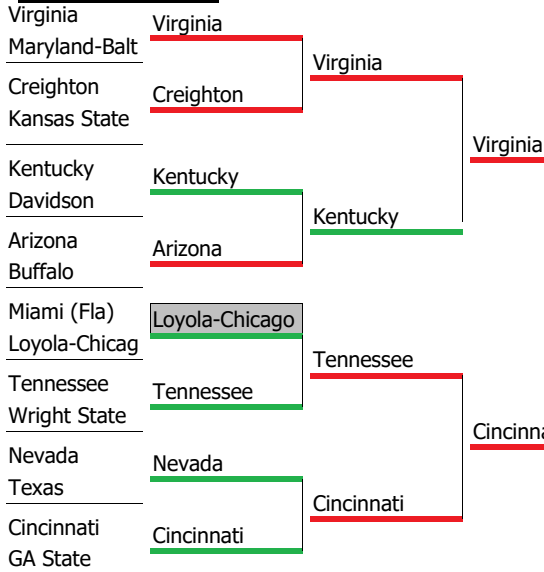 Virginia
Maryland-Balt
Creighton
Kansas State
Kentucky
Davidson
Arizona
Buffalo
Miami (Fla)
Loyola-Chicag
Tennessee
Wright State
Nevada
Texas
Cincinnati
GA State
Virginia
Creighton
Kentucky
Arizona
Loyola-Chicago
Tennessee
Nevada
Cincinnati
Virginia
Kentucky
Tennessee
Cincinnati
Virginia
Cincinna